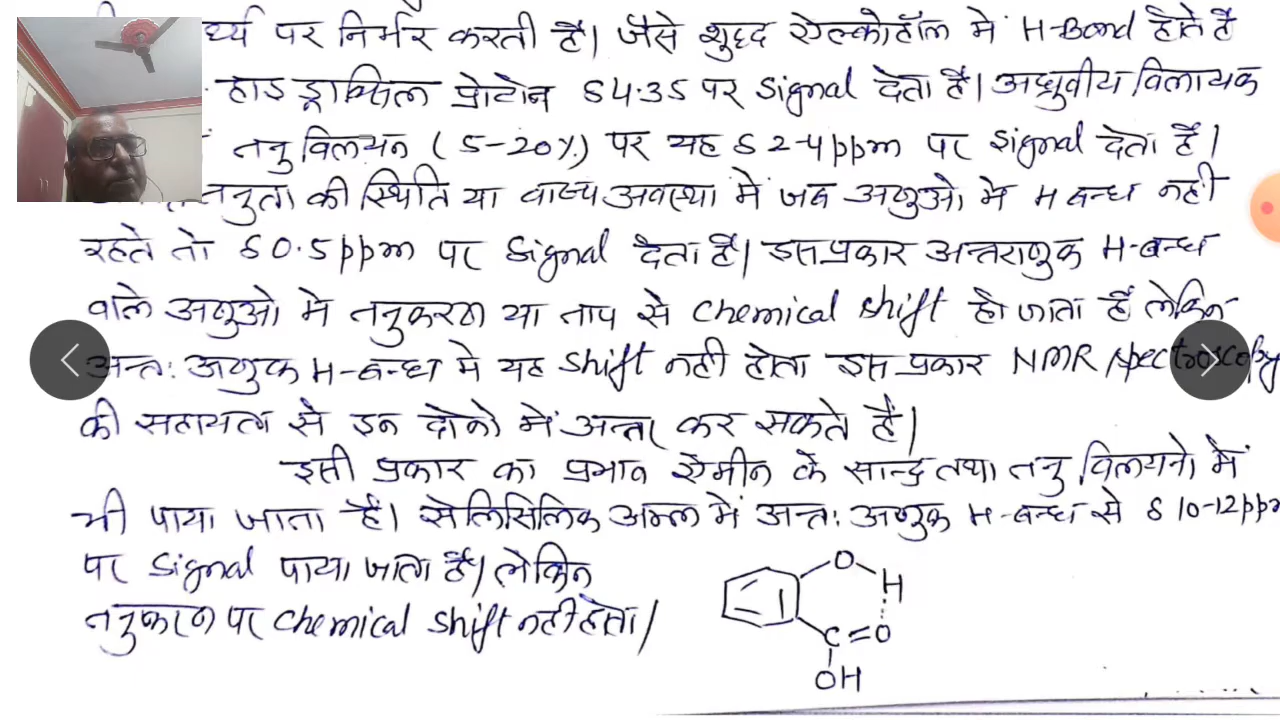 र्थ्य पर निर्भर करती है। जैसे शुद्ध ऐल्कोहॉल में H-Bond होते है
हाइड्राक्सिल प्रोटोन δ 4.35 पर signal देता है। अध्रुवीय विलायक
तनु विलयन ( 5-20% ) पर यह δ 2-4 ppm पर signal देता है।
तनुता की स्थिति या वाष्प अवस्था में जब अणुओ में H बन्ध नही
रहते तो δ 0.5 ppm पर signal देता है। इस प्रकार अन्तराणुक H-बन्ध
वाले अणुओ मे तनुकरण या ताप से chemical shift हो जाता है लेकिन
अन्त: अणुक H-बन्ध मे यह shift नही होता इस प्रकार NMR spectroscopy
की सहायता से इन दोनो में अन्तर कर सकते हैं।
इसी प्रकार का प्रभाव ऐमीन के सान्द्र तथा तनु विलयनो में
भी पाया जाता है। सेलिसिलिक अम्ल में अन्त: अणुक H-बन्ध से δ 10-12 ppm
पर signal पाया जाता है। लेकिन
तनुकरण पर chemical shift नही होता।
O
H
C=O
OH